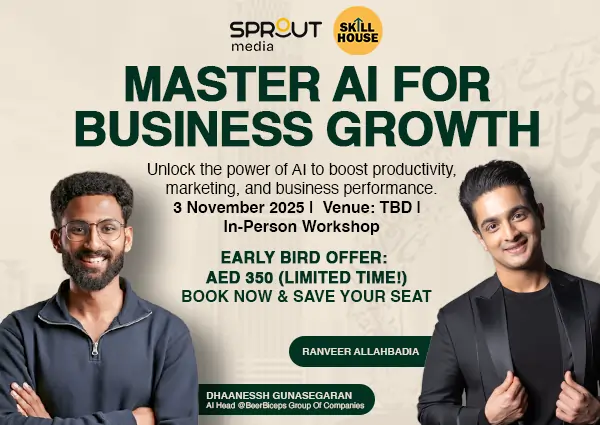 SPROUT
media
SKILL
HOUSE
MASTER AI FOR
BUSINESS GROWTH
Unlock the power of AI to boost productivity,
marketing, and business performance.
3 November 2025 | Venue: TBD |
In-Person Workshop
EARLY BIRD OFFER:
AED 350 (LIMITED TIME!)
BOOK NOW & SAVE YOUR SEAT
RANVEER ALLAHBADIA
DHAANESSH GUNASEGARAN
AI Head @BeerBiceps Group Of Companies